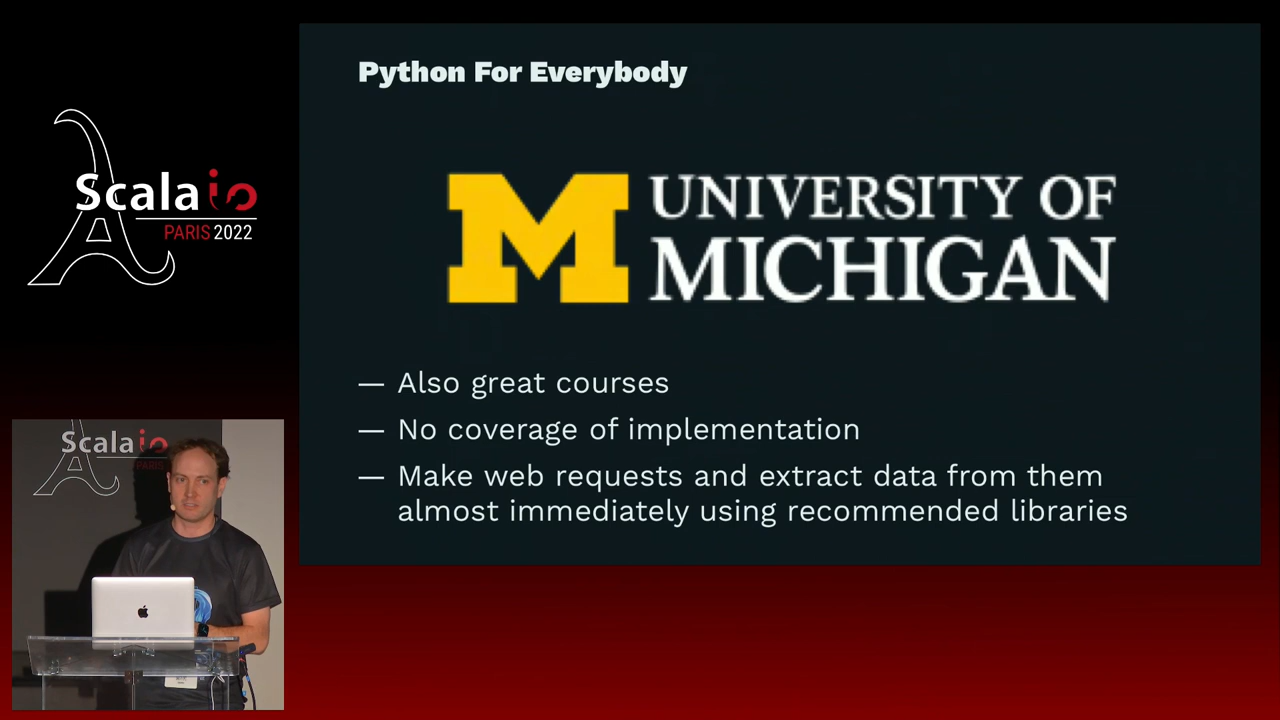 Python For Everybody
UNIVERSITY OF
MICHIGAN
— Also great courses
— No coverage of implementation
— Make web requests and extract data from them
almost immediately using recommended libraries
Scala io
PARIS 2022
Scala io
PARIS